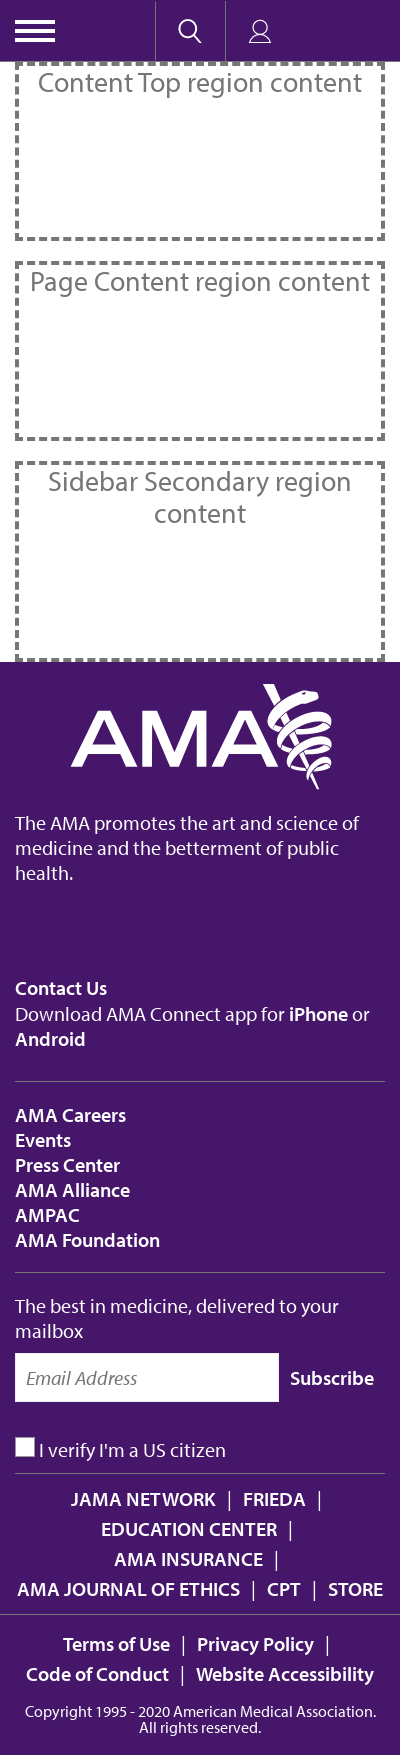 Content Top region content
Page Content region content
Sidebar Secondary region
content
AMA
The AMA promotes the art and science of
medicine and the betterment of public
health.
Contact Us
Download AMA Connect app for iPhone or
Android
AMA Careers
Events
Press Center
AMA Alliance
AMPAC
AMA Foundation
The best in medicine, delivered to your
mailbox
Email Address Subscribe
I verify I'm a US citizen
JAMA NETWORK | FRIEDA |
EDUCATION CENTER |
AMA INSURANCE |
AMA JOURNAL OF ETHICS | CPT | STORE
Terms of Use | Privacy Policy |
Code of Conduct | Website Accessibility
Copyright 1995 - 2020 American Medical Association.
All rights reserved.